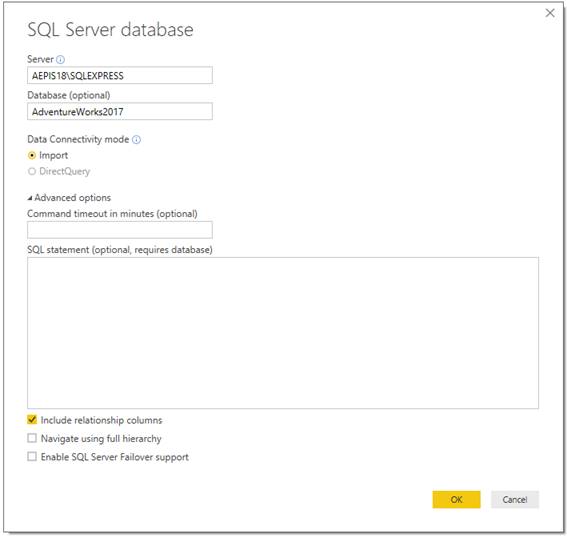 SQL Server database
Server
AEPIS18\SQLEXPRESS
Database (optional)
AdventureWorks2017
Data Connectivity mode
Import
DirectQuery
Advanced options
Command timeout in minutes (optional)
SQL statement (optional, requires database)
Include relationship columns
Navigate using full hierarchy
Enable SQL Server Failover support
OK Cancel